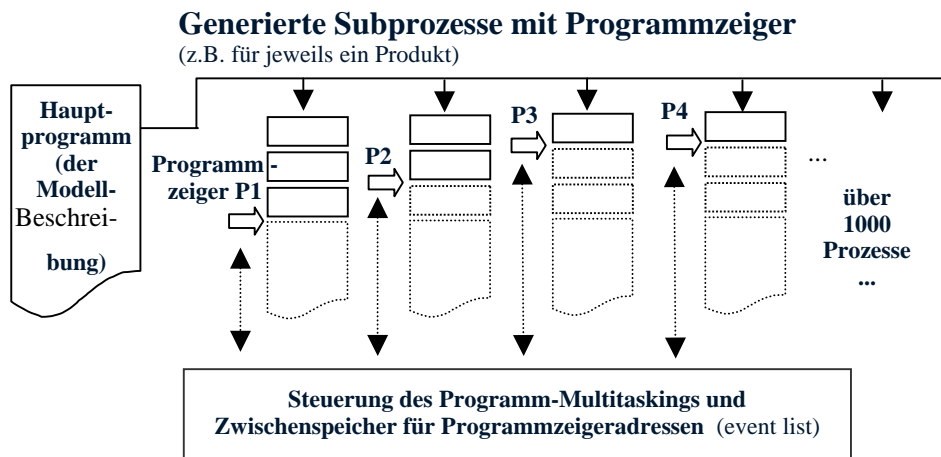 Generierte Subprozesse mit Programmzeiger
(z.B. für jeweils ein Produkt)
Haupt-
programm
(der
Modell-
Beschrei-
bung)
Programm-
zeiger P1
P2
P3
P4
...
über
1000
Prozesse
...
Steuerung des Programm-Multitaskings und
Zwischenspeicher für Programmzeigeradressen (event list)